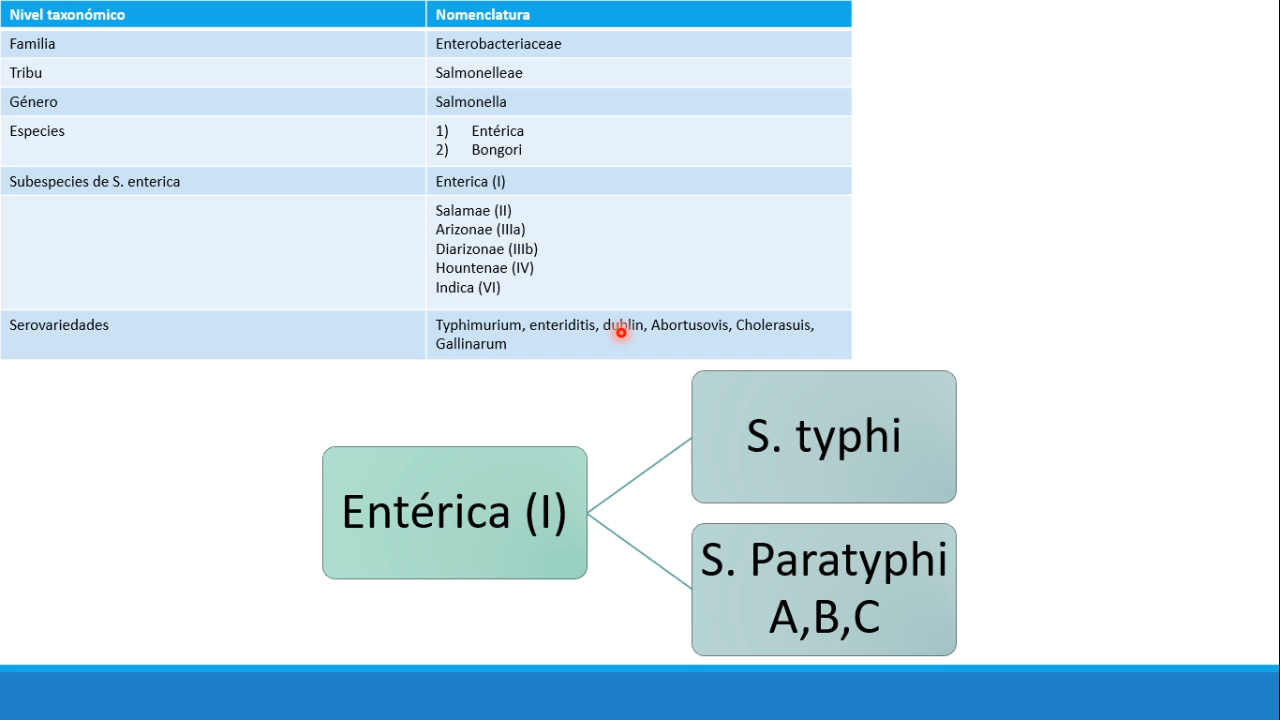 Nivel taxonómico
Nomenclatura
Familia
Enterobacteriaceae
Tribu
Salmonelleae
Género
Salmonella
Especies
1) Entérica
2) Bongori
Subespecies de S. enterica
Enterica (I)
Salamae (II)
Arizonae (IIIa)
Diarizonae (IIIb)
Hountenae (IV)
Indica (VI)
Serovariedades
Typhimurium, enteriditis, dublin, Abortusovis, Cholerasuis,
Gallinarum
Entérica (I)
S. typhi
S. Paratyphi
A,B,C